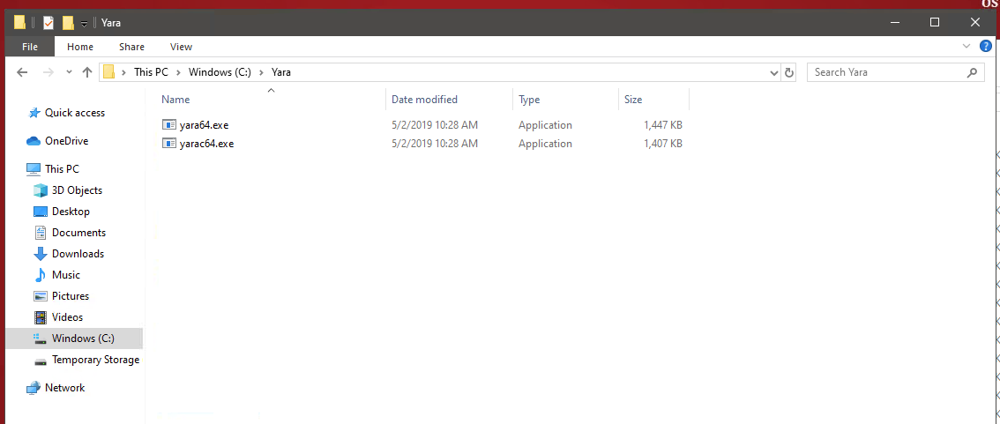 os
Yara
File Home Share View
This PC Windows (C:) Yara Search Yara
Name Date modified Type Size
yara64.exe 5/2/2019 10:28 AM Application 1,447 KB
yarac64.exe 5/2/2019 10:28 AM Application 1,407 KB
Quick access
OneDrive
This PC
3D Objects
Desktop
Documents
Downloads
Music
Pictures
Videos
Windows (C:)
Temporary Storage
Network